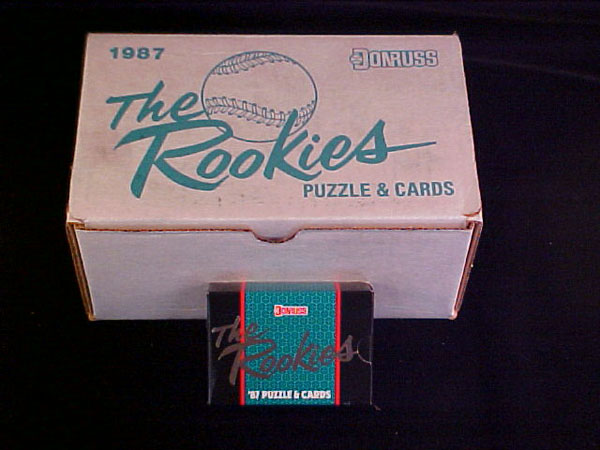 1987
DONRUSS
The
Rookies
PUZZLE & CARDS
DONRUSS
The
Rookies
'87 PUZZLE & CARDS